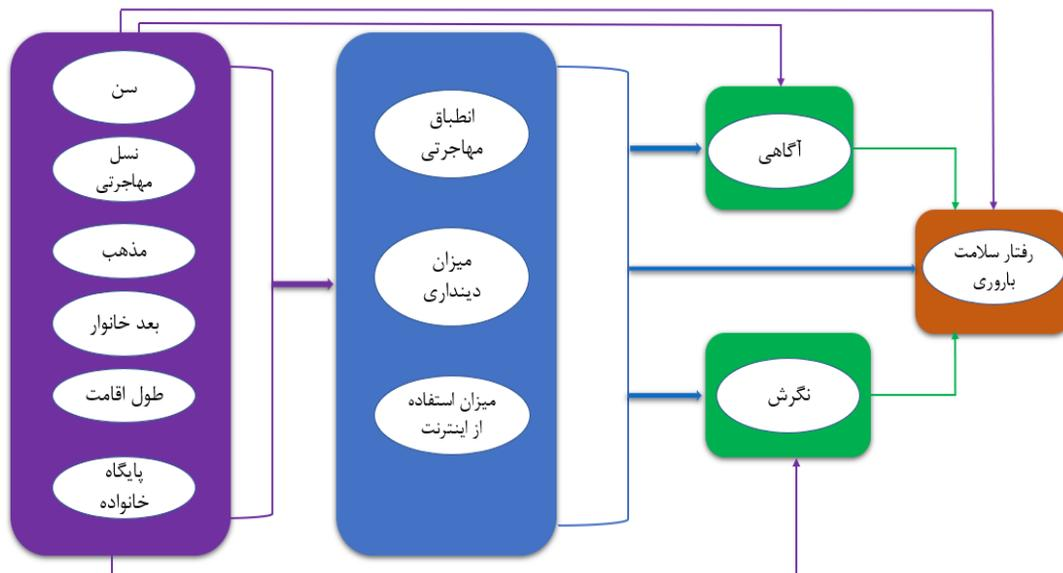 سن
نسل
مهاجرتی
مذهب
بعد خانوار
طول اقامت
پایگاه
خانواده
انطباق
مهاجرتی
میزان
دینداری
میزان استفاده
از اینترنت
آگاهی
نگرش
رفتار سلامت
باروری